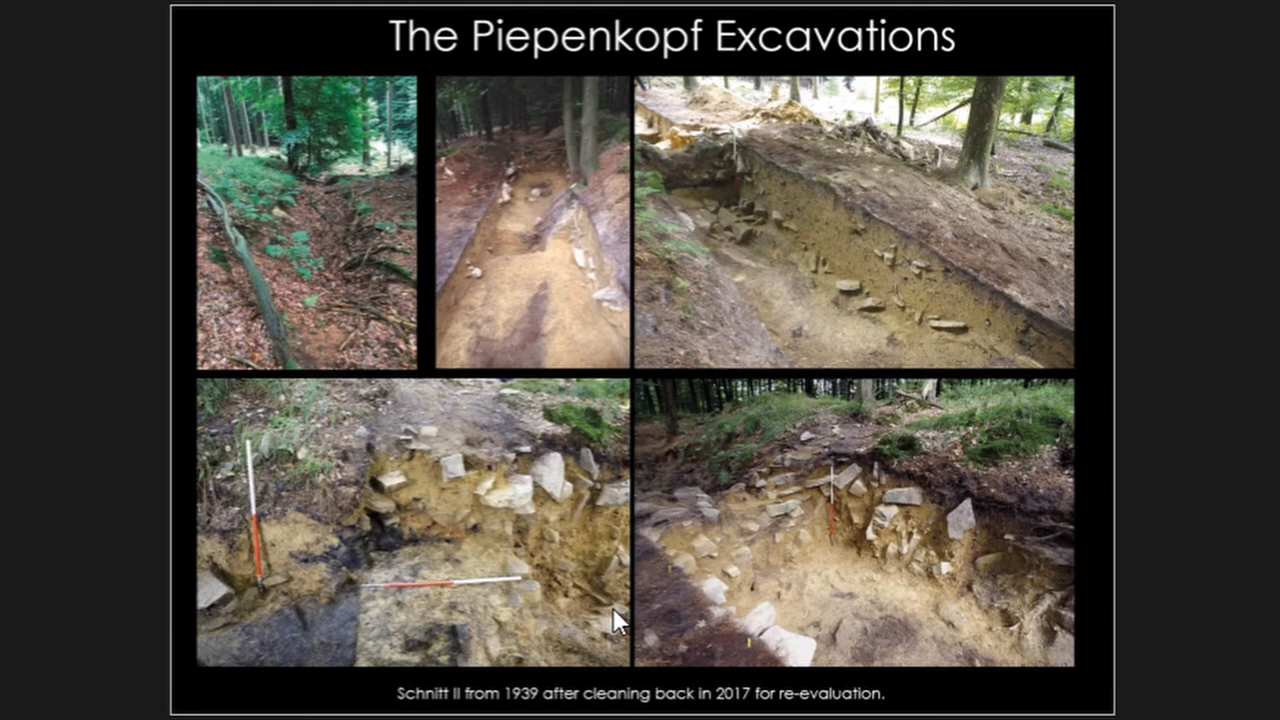 The Piepenkopf Excavations
Schnitt II from 1939 after cleaning back in 2017 for re-evaluation.